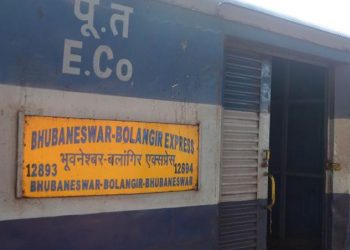 पू.त
E.Co
BHUBANESWAR-BOLANGIR EXPRESS
भूवनेश्वर-बलांगिर एक्सप्रेस
12893 12894
BHUBANESWAR-BOLANGIR-BHUBANESWAR